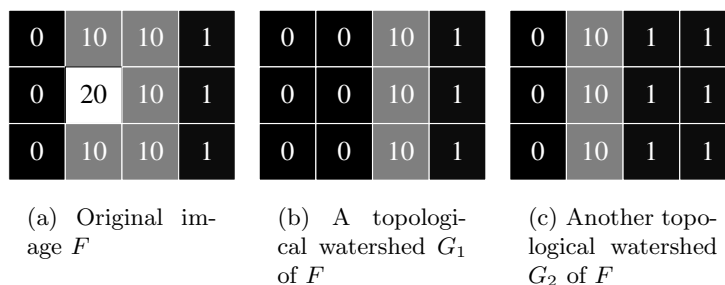 0 10 10 1 0 0 10 1 0 10 1 1
0 20 10 1 0 0 10 1 0 10 1 1
0 10 10 1 0 0 10 1 0 10 1 1
(a) Original im-
age F
(b) A topologi-
cal watershed G1
of F
(c) Another topo-
logical watershed
G2 of F